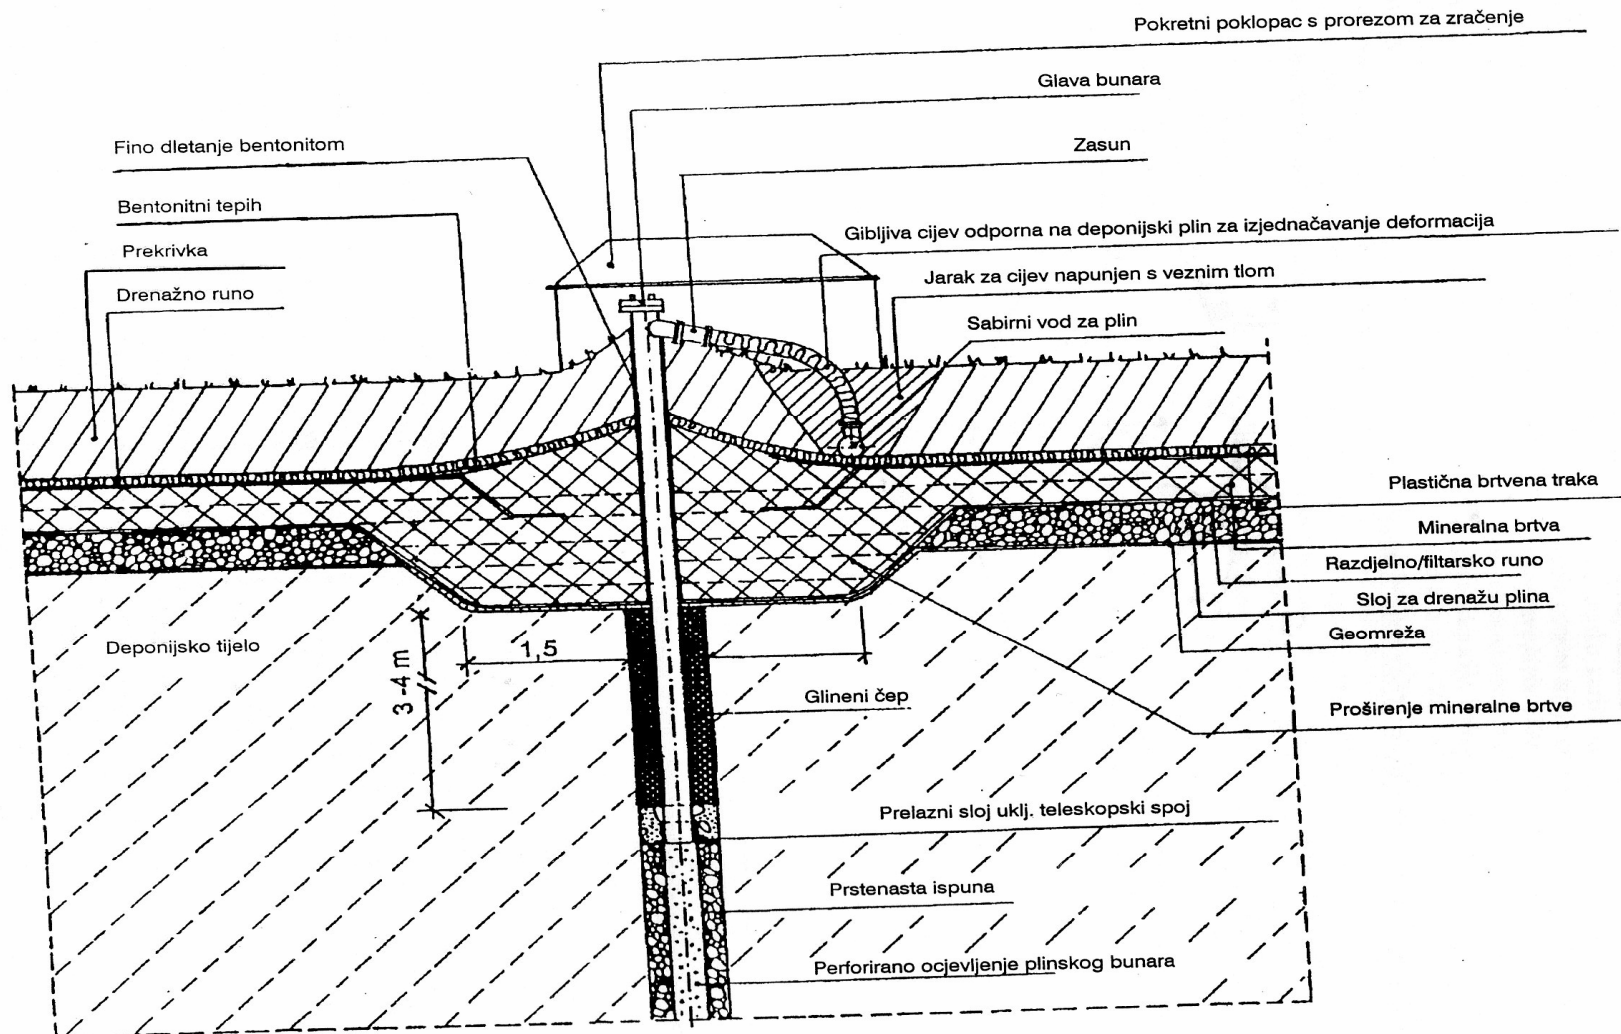 Pokretni poklopac s prorezom za zračenje
Glava bunara
Fino dletanje bentonitom
Zasun
Bentonitni tepih
Gibljiva cijev odporna na deponijski plin za izjednačavanje deformacija
Prekrivka
Jarak za cijev napunjen s veznim tlom
Drenažno runo
Sabirni vod za plin
Plastična brtvena traka
Mineralna brtva
Razdjelno/filtarsko runo
Sloj za drenažu plina
Geomreža
Deponijsko tijelo
1,5
3-4 m
Glineni čep
Proširenje mineralne brtve
Prelazni sloj uklj. teleskopski spoj
Prstenasta ispuna
Perforirano ocjevljenje plinskog bunara